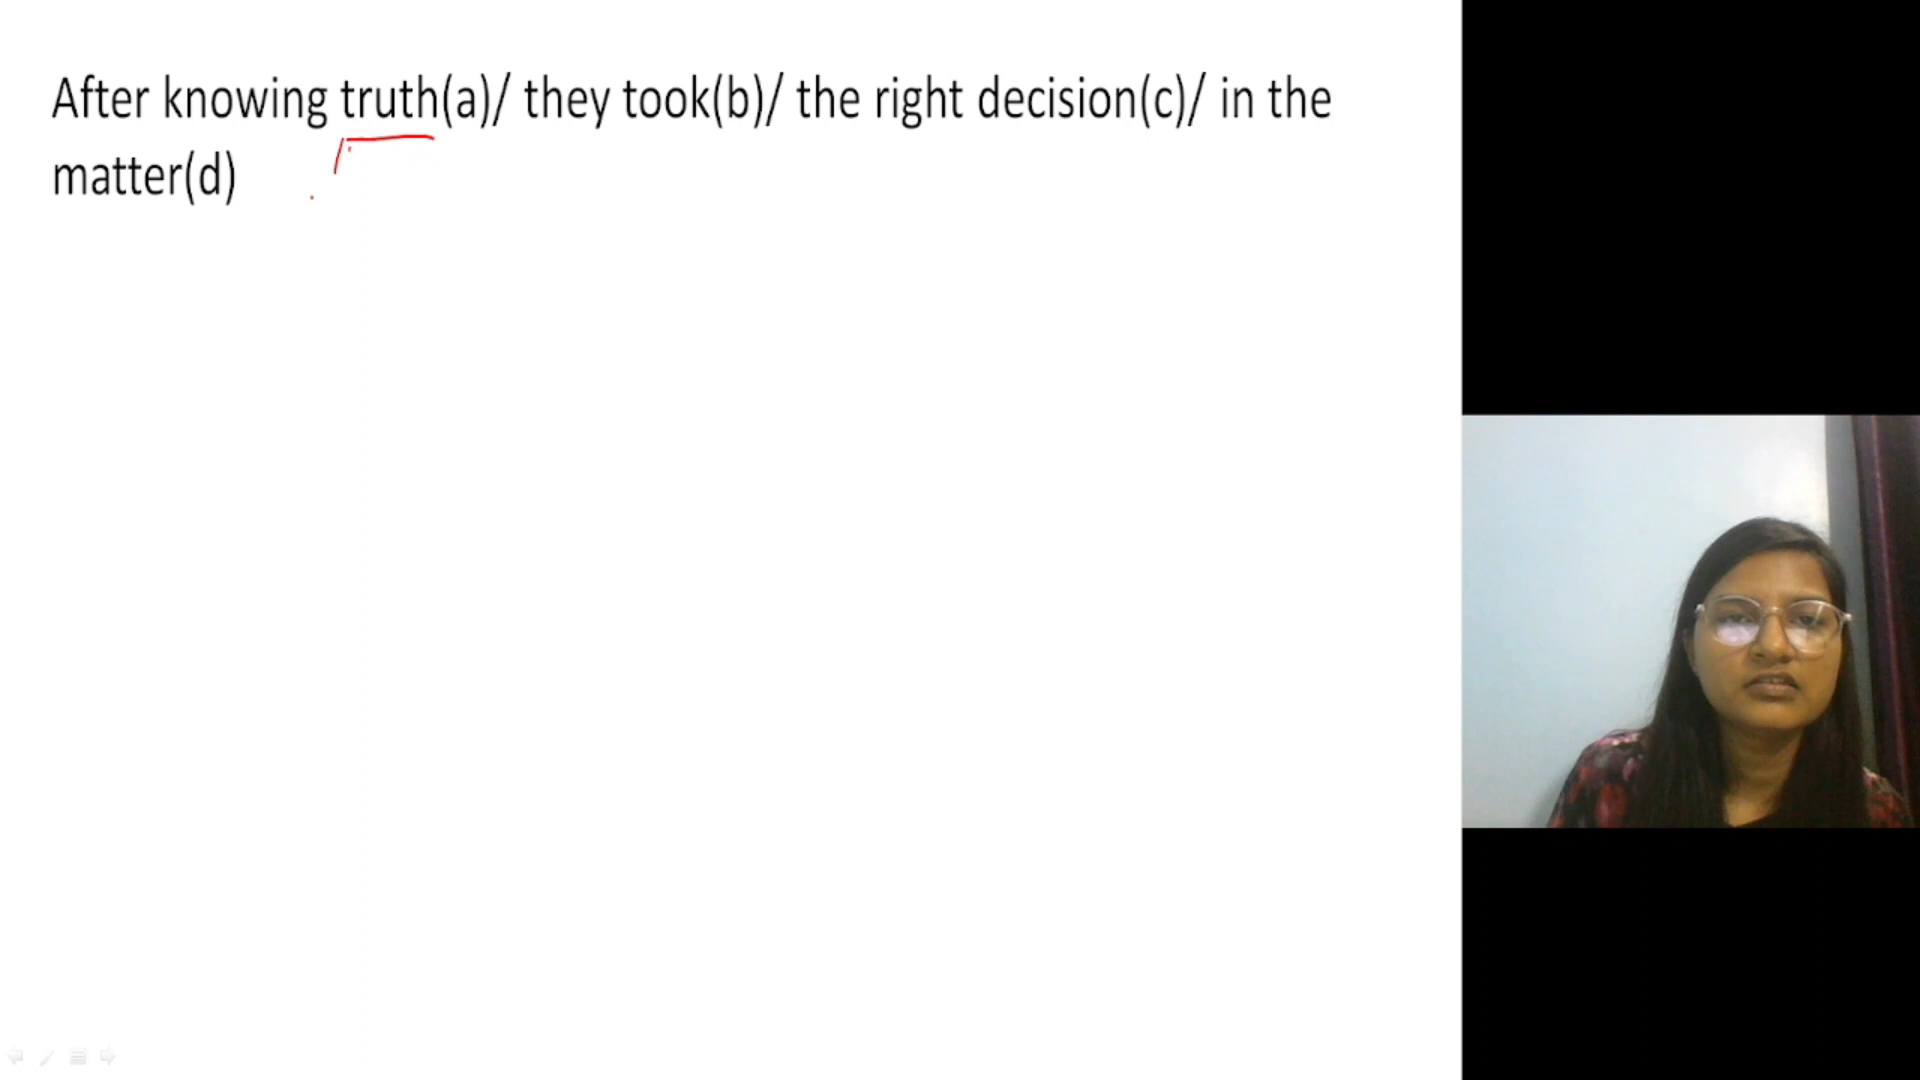 After knowing truth(a)/ they took(b)/ the right decision(c)/ in the
matter(d)